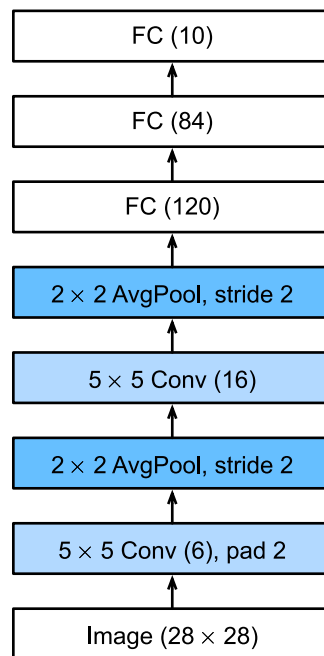 FC (10)
FC (84)
FC (120)
2 × 2 AvgPool, stride 2
5 × 5 Conv (16)
2 × 2 AvgPool, stride 2
5 × 5 Conv (6), pad 2
Image (28 × 28)